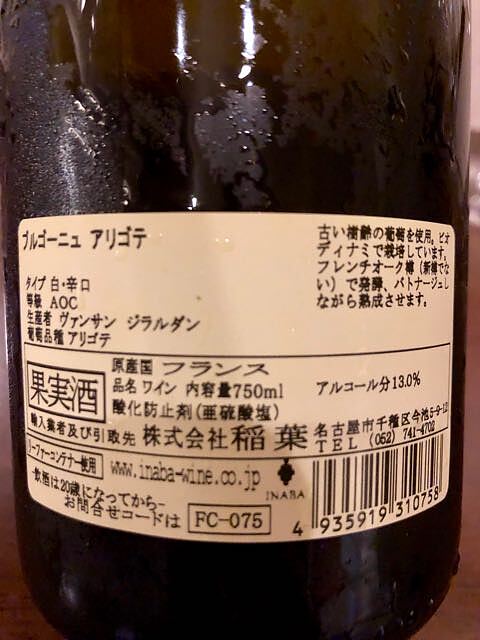 ブルゴーニュ アリゴテ
タイプ 白・辛口
等級 AOC
生産者 ヴァンサン ジラルダン
葡萄品種 アリゴテ
古い樹齢の葡萄を使用。ビオ
ディナミで栽培しています。
フレンチオーク樽（新樽でな
い）で発酵、バトナージュし
ながら熟成させます。
果実酒
原産国 フランス
品名 ワイン 内容量750ml
アルコール分13.0%
酸化防止剤(亜硫酸塩)
輸入業者及び引取先 株式会社 稲葉
名古屋市千種区今池5-9-12
TEL (052) 741-4702
リーファーコンテナー使用
www.inaba-wine.co.jp
INABA
飲酒は20歳になってから。
お問合せコードは FC-075
4 935919 310758